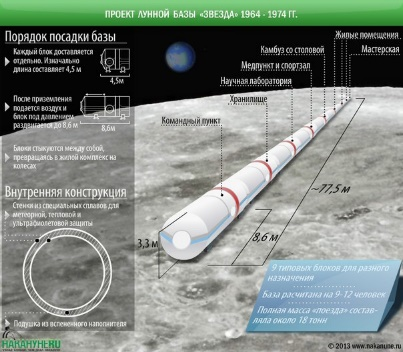 ПРОЕКТ ЛУННОЙ БАЗЫ «ЗВЕЗДА» 1964 - 1974 ГГ.
Порядок посадки базы
Каждый блок доставляется
отдельно. Изначально
длина составляет 4,5 м
4,5м
После приземления
подается воздух и
блок под давлением
раздвигается до 8,6 м
8,6м
Блоки стыкуются между собой,
превращаясь в жилой комплекс на
колесах
Внутренняя конструкция
Стенки из специальных сплавов для
метеорной, тепловой и
ультрафиолетовой защиты
Подушка из вспененного наполнителя
Жилые помещения
Мастерская
Камбуз со столовой
Медпункт и спортзал
Научная лаборатория
Хранилище
Командный пункт
~77,5 м
8,6м
3,3 м
9 типовых блоков для разного
назначения
База расчитана на 9-12 человек
Полная масса «поезда» состав-
ляла около 18 тонн
НАКАНУНЕ.RU
© 2013 www.nakanune.ru